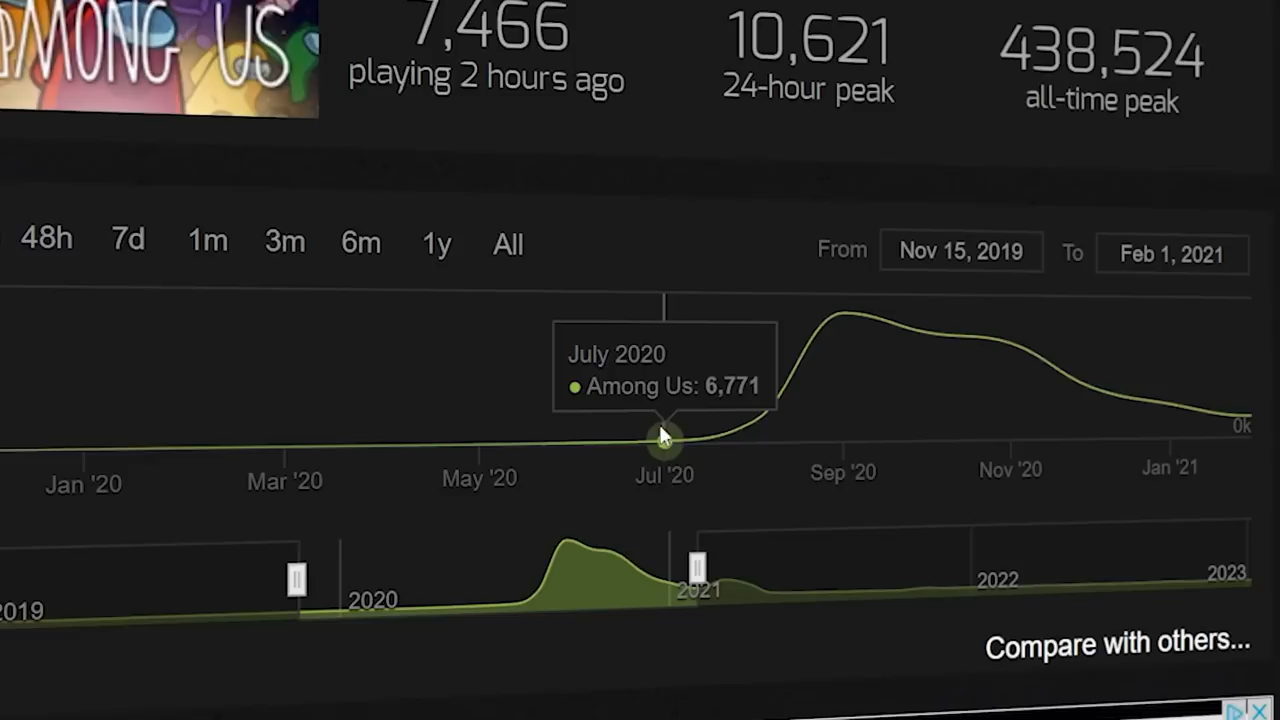 AMONG US
7,466
playing 2 hours ago
10,621
24-hour peak
438,524
all-time peak
48h 7d 1m 3m 6m 1y All
From Nov 15, 2019 To Feb 1, 2021
July 2020
Among Us: 6,771
0k
Jan '20 Mar '20 May '20 Jul '20 Sep '20 Nov '20 Jan '21
2019 2020 2021 2022 2023
Compare with others...